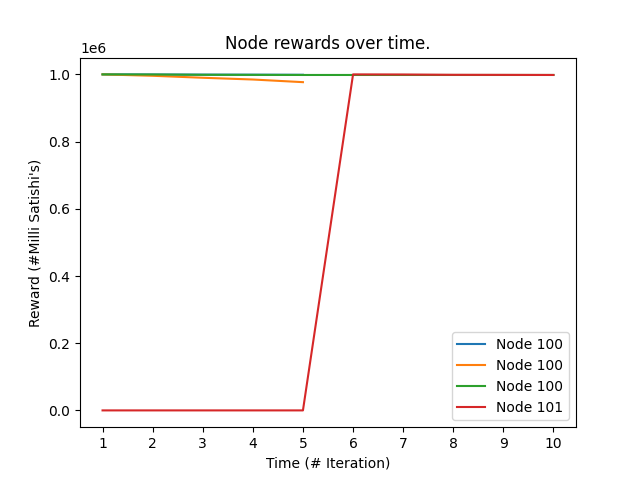 Node rewards over time.
1e6
1.0
0.8
0.6
0.4
0.2
0.0
Reward (#Milli Satishi's)
Node 100
Node 100
Node 100
Node 101
1 2 3 4 5 6 7 8 9 10
Time (# Iteration)